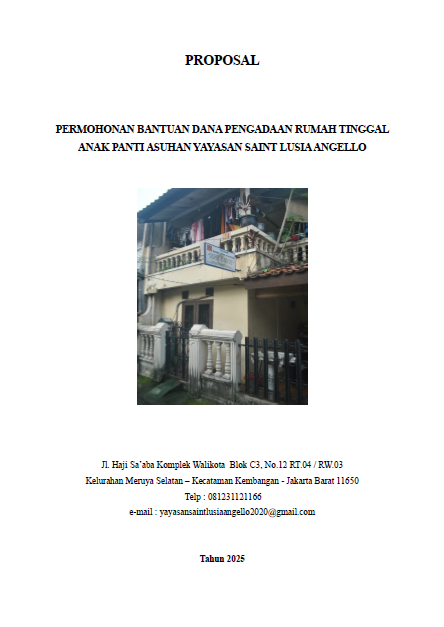 PROPOSAL
PERMOHONAN BANTUAN DANA PENGADAAN RUMAH TINGGAL
ANAK PANTI ASUHAN YAYASAN SAINT LUSIA ANGELLO
Jl. Haji Sa’aba Komplek Walikota Blok C3, No.12 RT.04 / RW.03
Kelurahan Meruya Selatan – Kecataman Kembangan - Jakarta Barat 11650
Telp : 081231121166
e-mail : yayasansaintlusiaangello2020@gmail.com
Tahun 2025